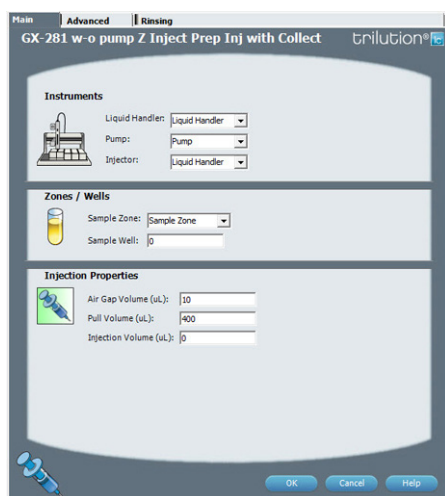 Main Advanced Rinsing
GX-281 w-o pump Z Inject Prep Inj with Collect trilution® lc
Instruments
Liquid Handler: Liquid Handler
Pump: Pump
Injector: Liquid Handler
Zones / Wells
Sample Zone: Sample Zone
Sample Well: 0
Injection Properties
Air Gap Volume (uL): 10
Pull Volume (uL): 400
Injection Volume (uL): 0
OK Cancel Help